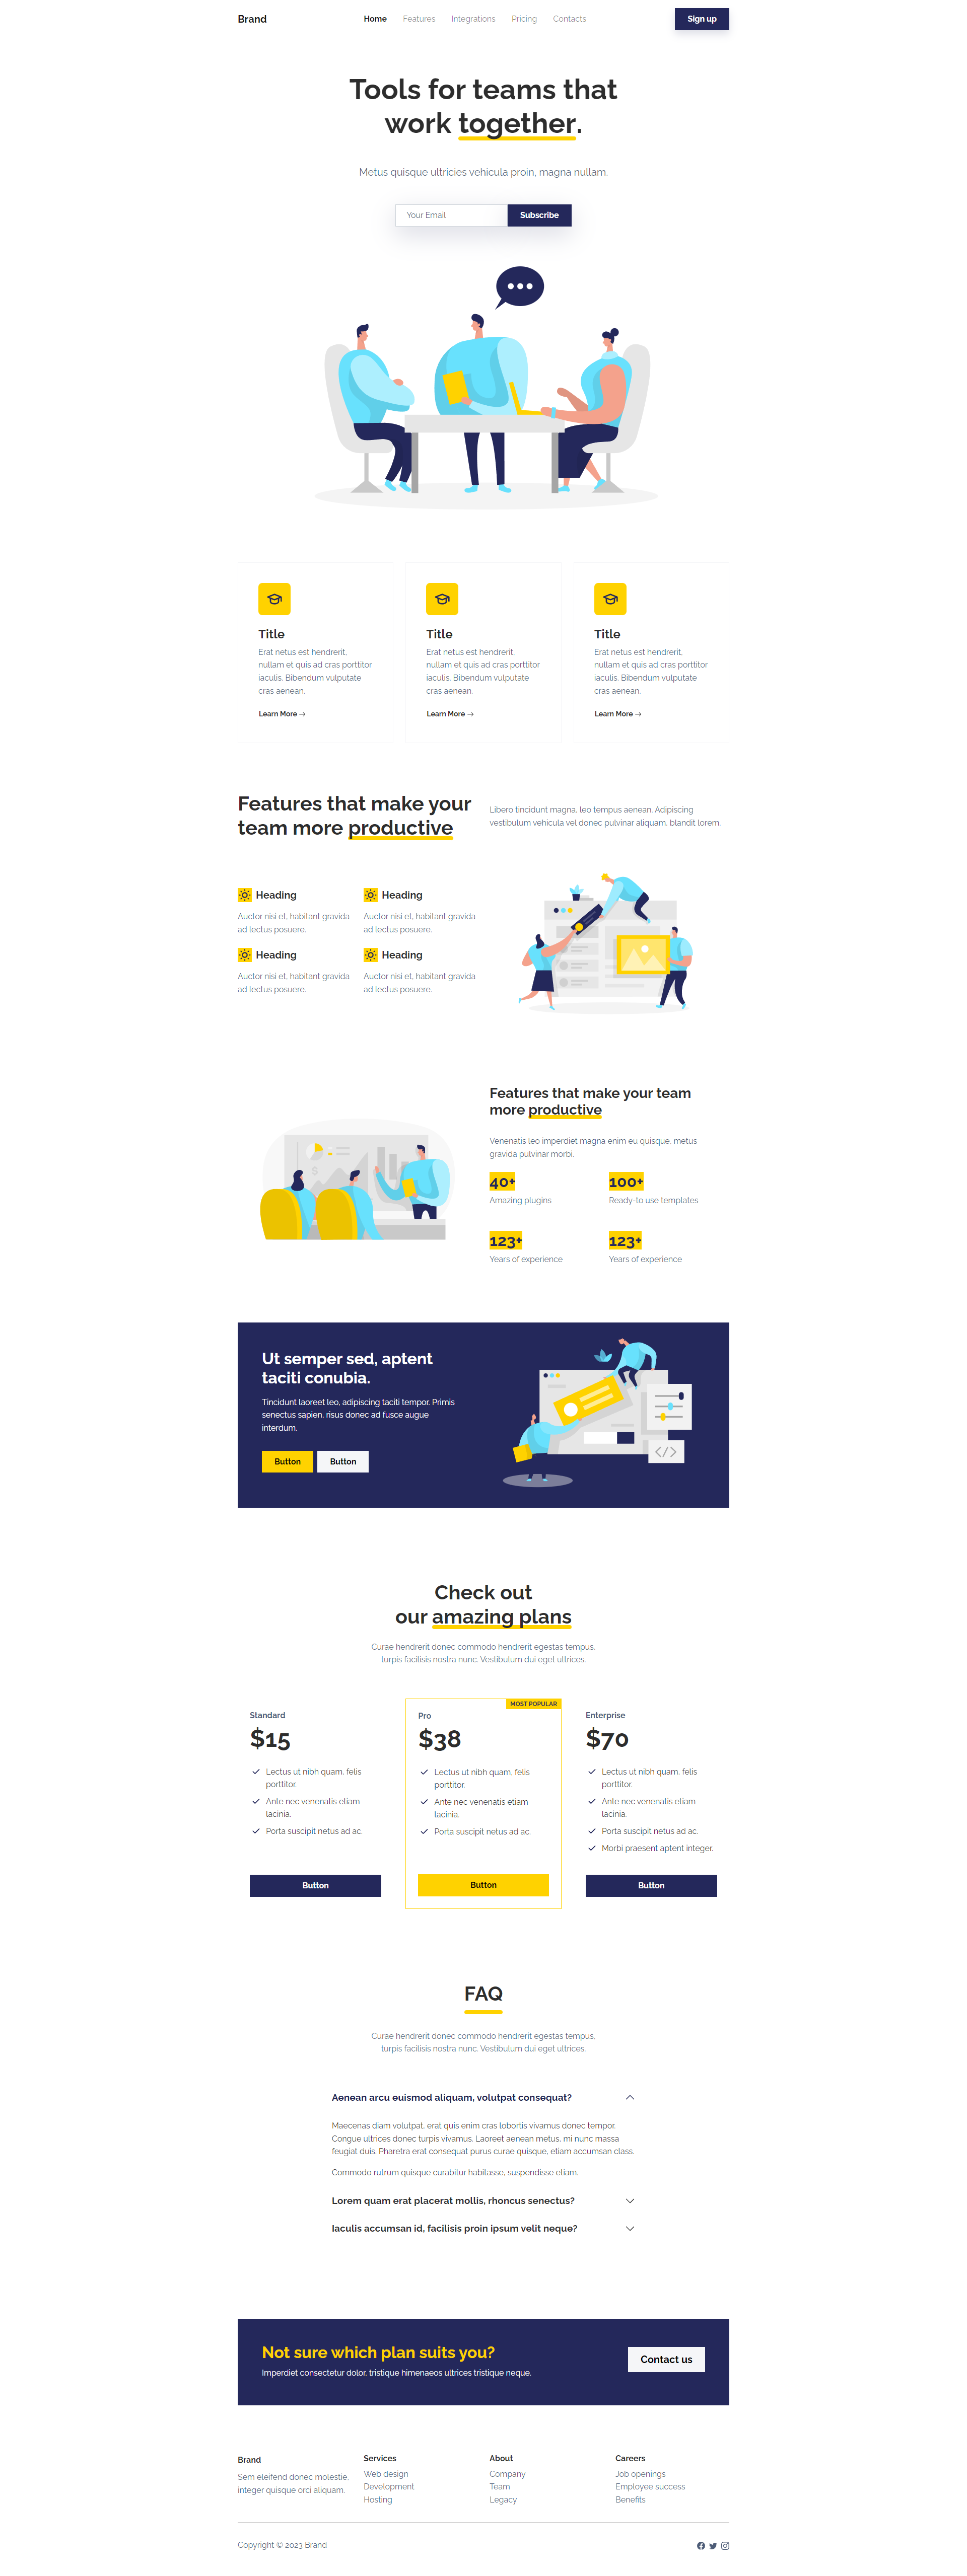 Brand
Home Features Integrations Pricing Contacts
Sign up
Tools for teams that
work together.
Metus quisque ultricies vehicula proin, magna nullam.
Your Email
Subscribe
Title
Erat netus est hendrerit,
nullam et quis ad cras porttitor
iaculis. Bibendum vulputate
cras aenean.
Learn More →
Title
Erat netus est hendrerit,
nullam et quis ad cras porttitor
iaculis. Bibendum vulputate
cras aenean.
Learn More →
Title
Erat netus est hendrerit,
nullam et quis ad cras porttitor
iaculis. Bibendum vulputate
cras aenean.
Learn More →
Features that make your
team more productive
Libero tincidunt magna, leo tempus aenean. Adipiscing
vestibulum vehicula vel donec pulvinar aliquam, blandit lorem.
Heading
Auctor nisi et, habitant gravida
ad lectus posuere.
Heading
Auctor nisi et, habitant gravida
ad lectus posuere.
Heading
Auctor nisi et, habitant gravida
ad lectus posuere.
Heading
Auctor nisi et, habitant gravida
ad lectus posuere.
$
Features that make your team
more productive
Venenatis leo imperdiet magna enim eu quisque, metus
gravida pulvinar morbi.
40+
Amazing plugins
100+
Ready-to use templates
123+
Years of experience
123+
Years of experience
Ut semper sed, aptent
taciti conubia.
Tincidunt laoreet leo, adipiscing taciti tempor. Primis
senectus sapien, risus donec ad fusce augue
interdum.
Button
Button
</>
Check out
our amazing plans
Curae hendrerit donec commodo hendrerit egestas tempus,
turpis facilisis nostra nunc. Vestibulum dui eget ultrices.
Standard
$15
Lectus ut nibh quam, felis
porttitor.
Ante nec venenatis etiam
lacinia.
Porta suscipit netus ad ac.
Button
MOST POPULAR
Pro
$38
Lectus ut nibh quam, felis
porttitor.
Ante nec venenatis etiam
lacinia.
Porta suscipit netus ad ac.
Button
Enterprise
$70
Lectus ut nibh quam, felis
porttitor.
Ante nec venenatis etiam
lacinia.
Porta suscipit netus ad ac.
Morbi praesent aptent integer.
Button
FAQ
Curae hendrerit donec commodo hendrerit egestas tempus,
turpis facilisis nostra nunc. Vestibulum dui eget ultrices.
Aenean arcu euismod aliquam, volutpat consequat?
Maecenas diam volutpat, erat quis enim cras lobortis vivamus donec tempor.
Congue ultrices donec turpis vivamus. Laoreet aenean metus, mi nunc massa
feugiat duis. Pharetra erat consequat purus curae quisque, etiam accumsan class.
Commodo rutrum quisque curabitur habitasse, suspendisse etiam.
Lorem quam erat placerat mollis, rhoncus senectus?
Iaculis accumsan id, facilisis proin ipsum velit neque?
Not sure which plan suits you?
Imperdiet consectetur dolor, tristique himenaeos ultrices tristique neque.
Contact us
Brand
Sem eleifend donec molestie,
integer quisque orci aliquam.
Services
Web design
Development
Hosting
About
Company
Team
Legacy
Careers
Job openings
Employee success
Benefits
Copyright © 2023 Brand